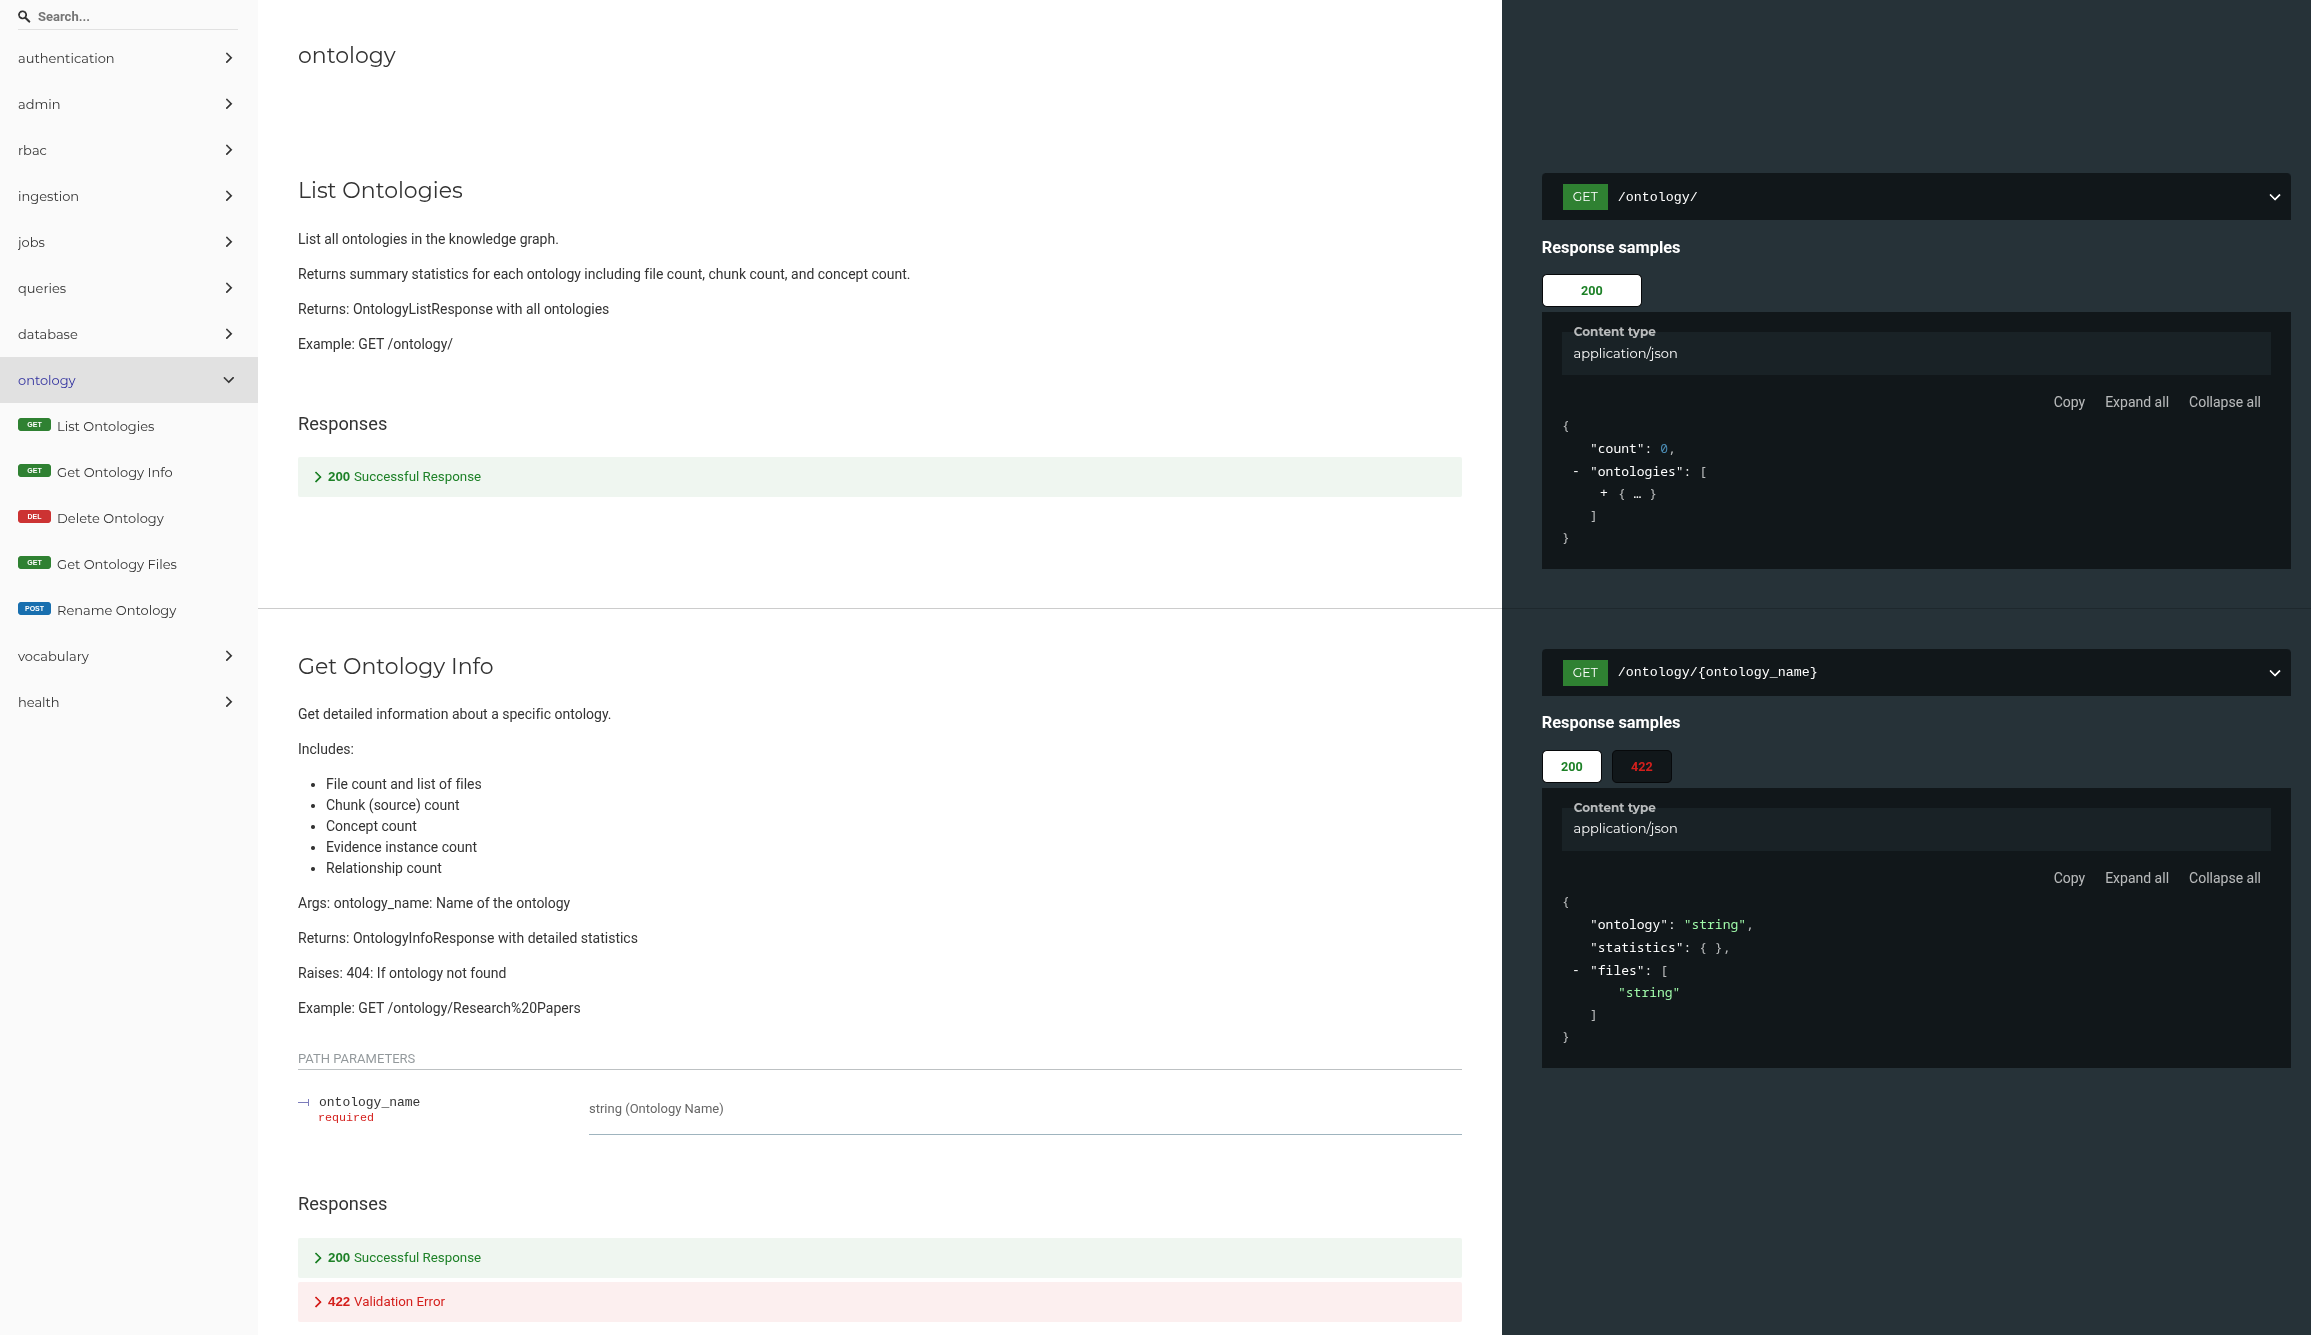 Search...
authentication
admin
rbac
ingestion
jobs
queries
database
ontology
GET List Ontologies
GET Get Ontology Info
DEL Delete Ontology
GET Get Ontology Files
POST Rename Ontology
vocabulary
health
ontology
List Ontologies
List all ontologies in the knowledge graph.
Returns summary statistics for each ontology including file count, chunk count, and concept count.
Returns: OntologyListResponse with all ontologies
Example: GET /ontology/
Responses
200 Successful Response
GET /ontology/
Response samples
200
Content type
application/json
Copy Expand all Collapse all
{
"count": 0,
- "ontologies": [
+ { … }
]
}
Get Ontology Info
Get detailed information about a specific ontology.
Includes:
• File count and list of files
• Chunk (source) count
• Concept count
• Evidence instance count
• Relationship count
Args: ontology_name: Name of the ontology
Returns: OntologyInfoResponse with detailed statistics
Raises: 404: If ontology not found
Example: GET /ontology/Research%20Papers
PATH PARAMETERS
ontology_name
required
string (Ontology Name)
Responses
200 Successful Response
422 Validation Error
GET /ontology/{ontology_name}
Response samples
200 422
Content type
application/json
Copy Expand all Collapse all
{
"ontology": "string",
"statistics": { },
- "files": [
"string"
]
}